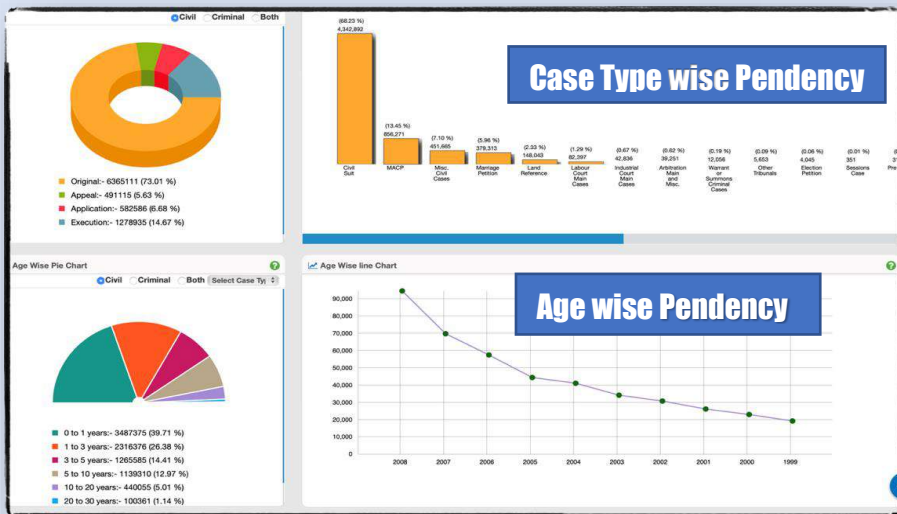 Civil Criminal Both
Original:- 6365111 (73.01 %)
Appeal:- 491115 (5.63 %)
Application:- 582586 (6.68 %)
Execution:- 1278935 (14.67 %)
Case Type wise Pendency
(68.23 %)
4,342,892
(13.45 %)
856,271
(7.10 %)
451,665
(5.96 %)
379,313
(2.33 %)
148,043
(1.29 %)
82,297
(0.67 %)
42,636
(0.62 %)
39,251
(0.19 %)
12,056
(0.09 %)
5,653
(0.06 %)
4,045
(0.01 %)
351
Civil
Suit
MACP
Misc.
Civil
Cases
Marriage
Petition
Land
Reference
Labour
Court
Main
Cases
Industrial
Court
Main
Cases
Arbitration
Main
and
Misc.
Warrant
or
Summons
Criminal
Cases
Other
Tribunals
Election
Petition
Sessions
Case
Age Wise Pie Chart
Civil Criminal Both Select Case Ty
0 to 1 years:- 3487375 (39.71 %)
1 to 3 years:- 2316376 (26.38 %)
3 to 5 years:- 1265585 (14.41 %)
5 to 10 years:- 1139310 (12.97 %)
10 to 20 years:- 440055 (5.01 %)
20 to 30 years:- 100361 (1.14 %)
Age Wise line Chart
Age wise Pendency
90,000
80,000
70,000
60,000
50,000
40,000
30,000
20,000
10,000
0
2008 2007 2006 2005 2004 2003 2002 2001 2000 1999